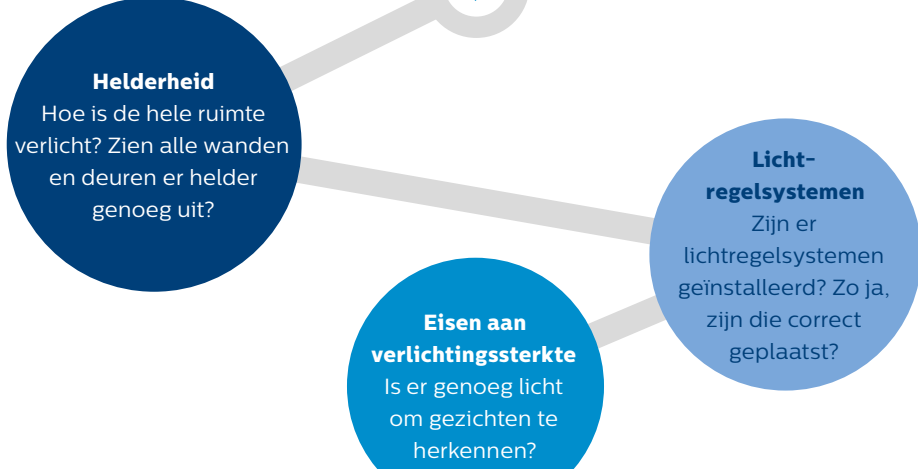 Helderheid
Hoe is de hele ruimte
verlicht? Zien alle wanden
en deuren er helder
genoeg uit?
Licht-
regelsystemen
Zijn er
lichtregelsystemen
geïnstalleerd? Zo ja,
zijn die correct
geplaatst?
Eisen aan
verlichtingssterkte
Is er genoeg licht
om gezichten te
herkennen?